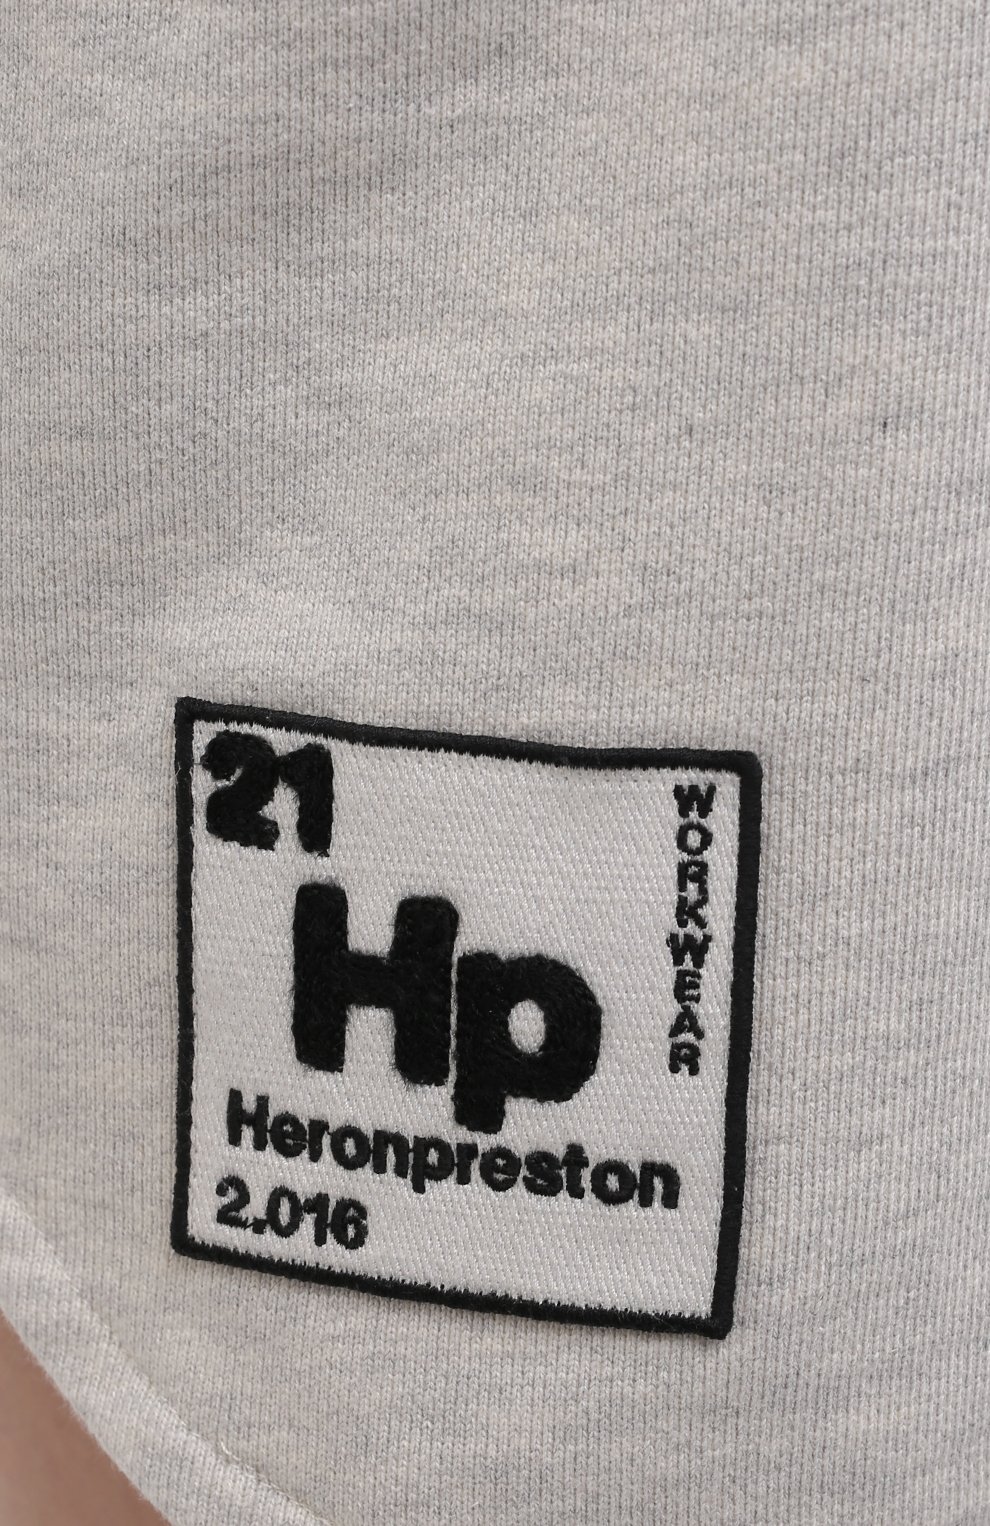 21
WORKWEAR
Hp
Heronpreston
2.016